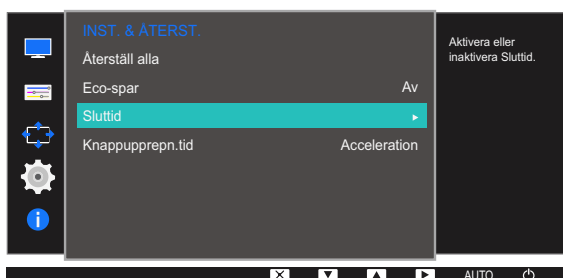 INST. & ÅTERST.
Återställ alla
Eco-spar Av
Sluttid
Knappupprepn.tid Acceleration
Aktivera eller
inaktivera Sluttid.
AUTO